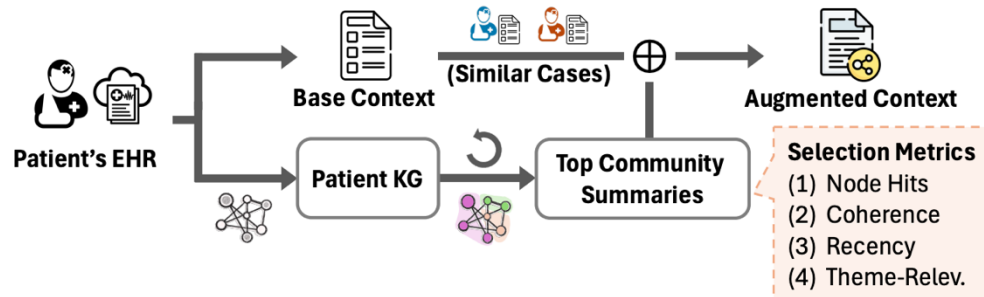 Patient's EHR
Base Context
(Similar Cases)
Augmented Context
Patient KG
Top Community
Summaries
Selection Metrics
(1) Node Hits
(2) Coherence
(3) Recency
(4) Theme-Relev.